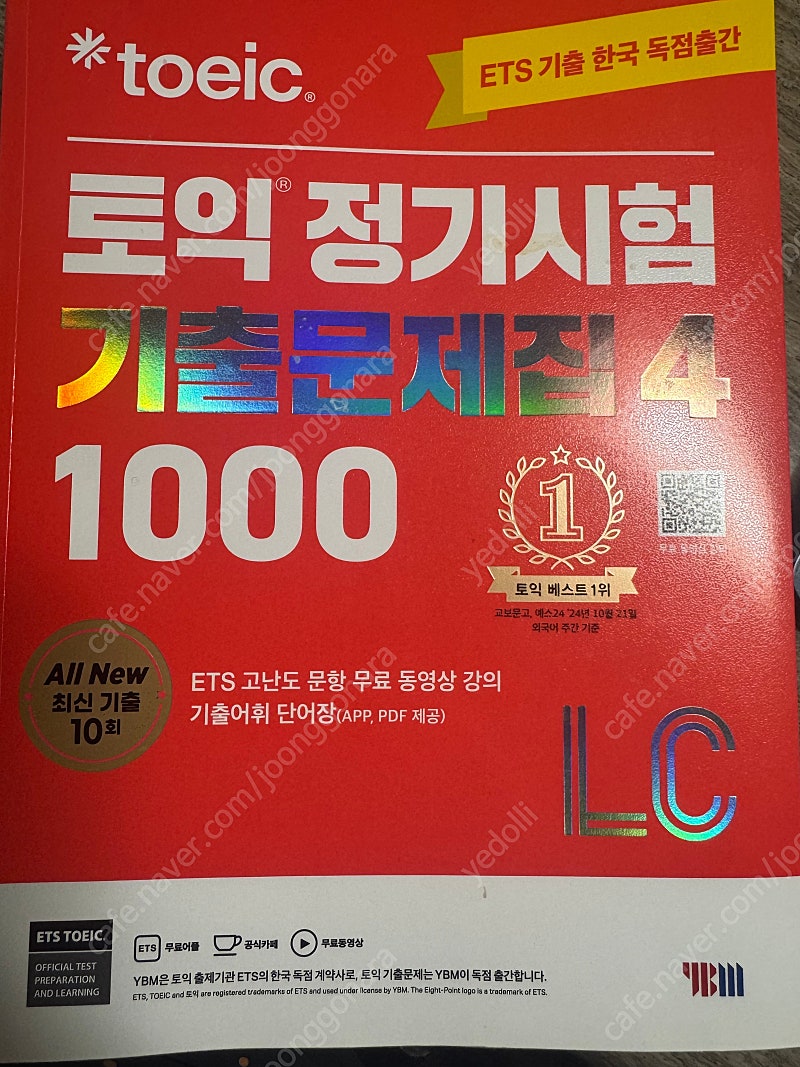 toeic®
ETS 기출 한국 독점출간
토익® 정기시험
기출문제집 4
1000
1
토익 베스트 1위
교보문고, 예스24 '24년 10월 21일
외국어 주간 기준
All New
최신 기출
10회
ETS 고난도 문항 무료 동영상 강의
기출어휘 단어장(APP, PDF 제공)
LC
ETS TOEIC
OFFICIAL TEST
PREPARATION
AND LEARNING
ETS 무료어플
공식카페
무료동영상
YBM은 토익 출제기관 ETS의 한국 독점 계약사로, 토익 기출문제는 YBM이 독점 출간합니다.
ETS, TOEIC and 토익 are registered trademarks of ETS and used under license by YBM. The Eight-Point logo is a trademark of ETS.
YBM
cafe.naver.com/joonggonara
yedolli